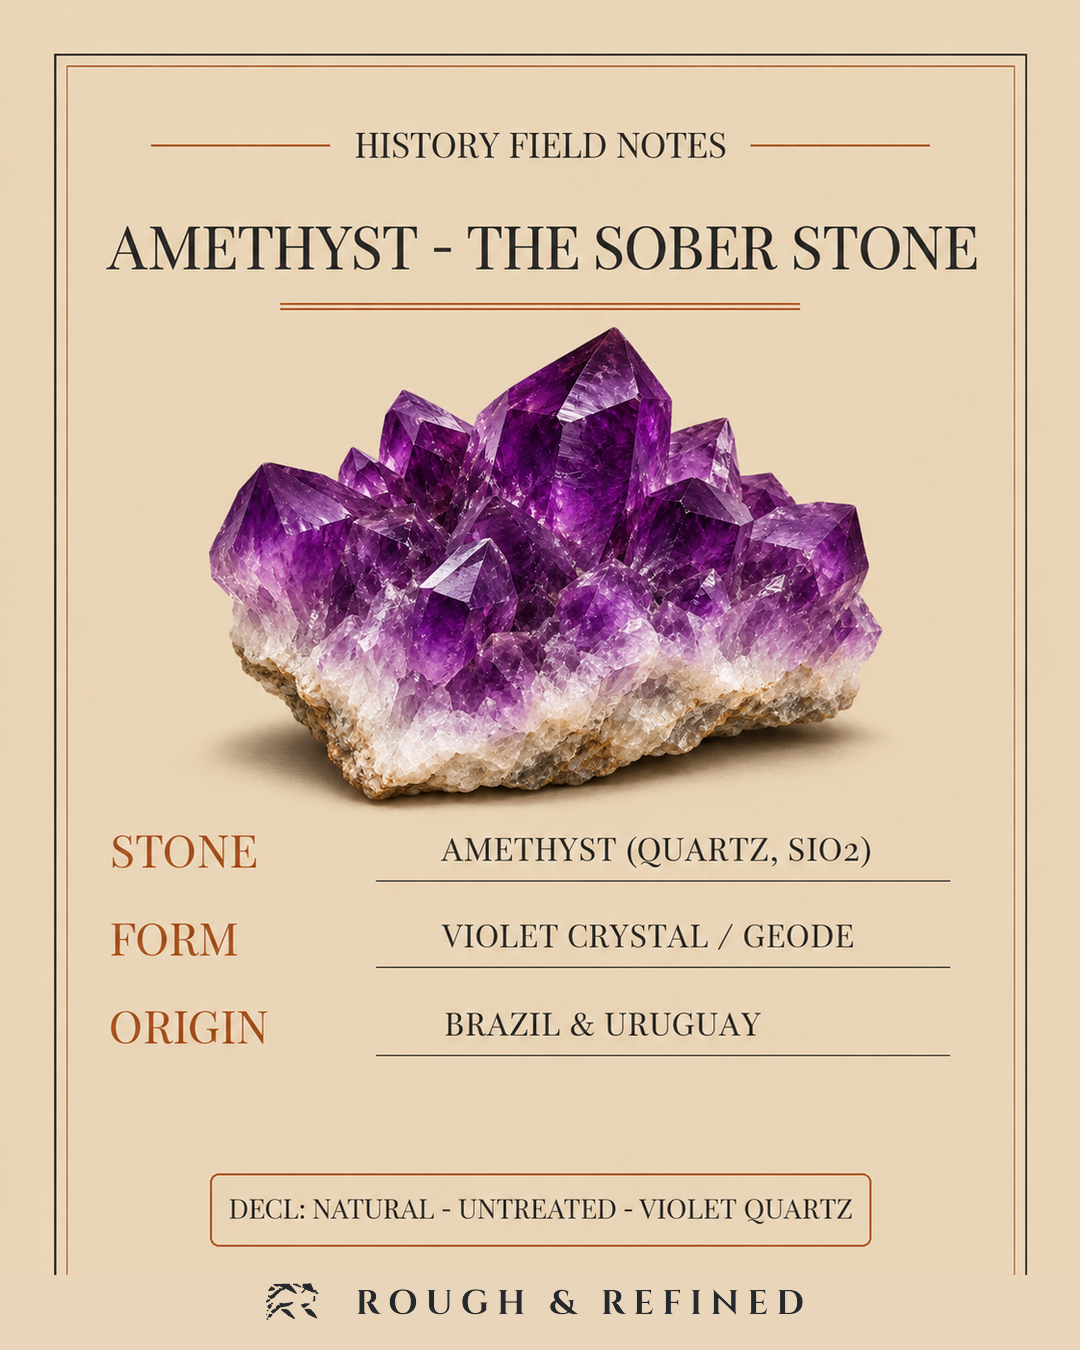 HISTORY FIELD NOTES
AMETHYST - THE SOBER STONE
STONE AMETHYST (QUARTZ, SIO2)
FORM VIOLET CRYSTAL / GEODE
ORIGIN BRAZIL & URUGUAY
DECL: NATURAL - UNTREATED - VIOLET QUARTZ
ROUGH & REFINED